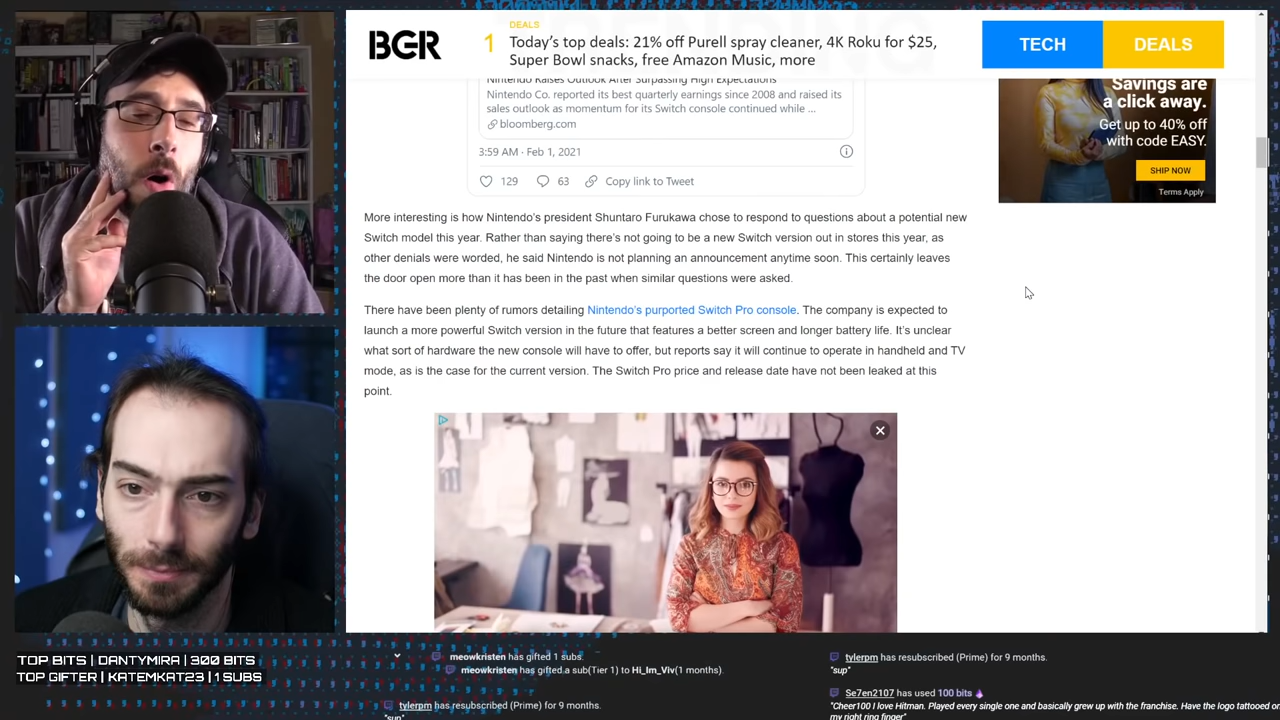 BGR
DEALS
1
Today's top deals: 21% off Purell spray cleaner, 4K Roku for $25,
Super Bowl snacks, free Amazon Music, more
TECH
DEALS
Nintendo Raises Outlook After Surpassing High Expectations
Nintendo Co. reported its best quarterly earnings since 2008 and raised its
sales outlook as momentum for its Switch console continued while ...
bloomberg.com
3:59 AM · Feb 1, 2021
129
63
Copy link to Tweet
Savings are
a click away.
Get up to 40% off
with code EASY.
SHIP NOW
Terms Apply
More interesting is how Nintendo's president Shuntaro Furukawa chose to respond to questions about a potential new
Switch model this year. Rather than saying there's not going to be a new Switch version out in stores this year, as
other denials were worded, he said Nintendo is not planning an announcement anytime soon. This certainly leaves
the door open more than it has been in the past when similar questions were asked.
There have been plenty of rumors detailing Nintendo's purported Switch Pro console. The company is expected to
launch a more powerful Switch version in the future that features a better screen and longer battery life. It's unclear
what sort of hardware the new console will have to offer, but reports say it will continue to operate in handheld and TV
mode, as is the case for the current version. The Switch Pro price and release date have not been leaked at this
point.
TOP BITS | DANTYMIRA | 300 BITS
TOP GIFTER | KATEMKAT23 | 1 SUBS
meowkristen has gifted 1 subs.
meowkristen has gifted a sub(Tier 1) to Hi_Im_Viv(1 months).
tylerpm has resubscribed (Prime) for 9 months.
"sup"
tylerpm has resubscribed (Prime) for 9 months.
"sup"
Se7en2107 has used 100 bits
"Cheer100 I love Hitman. Played every single one and basically grew up with the franchise. Have the logo tattooed on
my right ring finger"